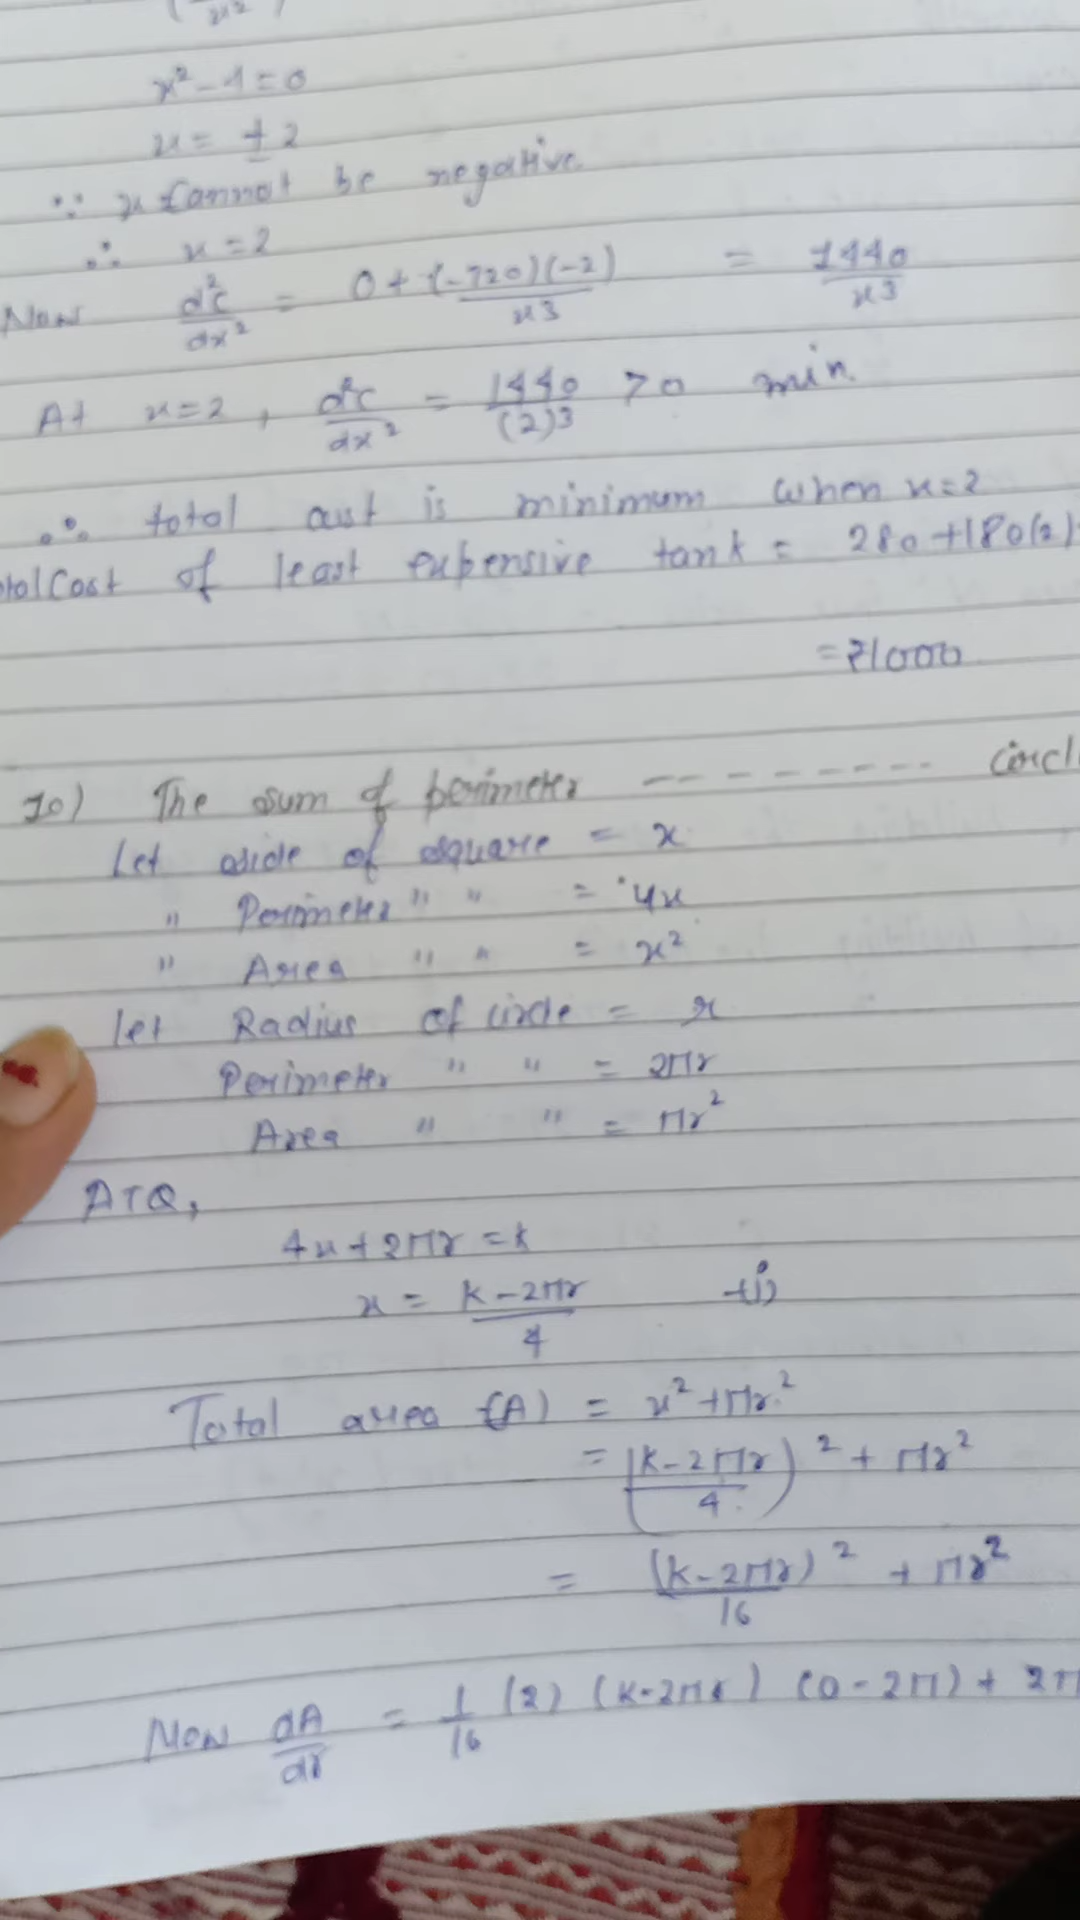 x² - 4 = 0
x = ± 2
∵ x cannot be negative
∴ x = 2
Now d²c/dx² = 0 + (-720)(-2)/x3 = 1440/x3
At x=2, d²c/dx² = 1440/(2)3 > 0 min.
∴ total cost is minimum when x=2
Cost of least expensive tank = 280+180(2)
= ₹1000
10) The sum of perimeter --------- circl
Let side of square = x
" Perimeter " " = 4x
" Area " " = x²
Let Radius of circle = r
Perimeter " " = 2πr
Area " " = πr²
ATQ,
4x + 2πr = k
x = k-2πr/4 -(i)
Total area (A) = x² + πr²
= (k-2πr/4)² + πr²
= (k-2πr)²/16 + πr²
Now dA/dr = 1/16 (2) (k-2πr) (0-2π) + 2π